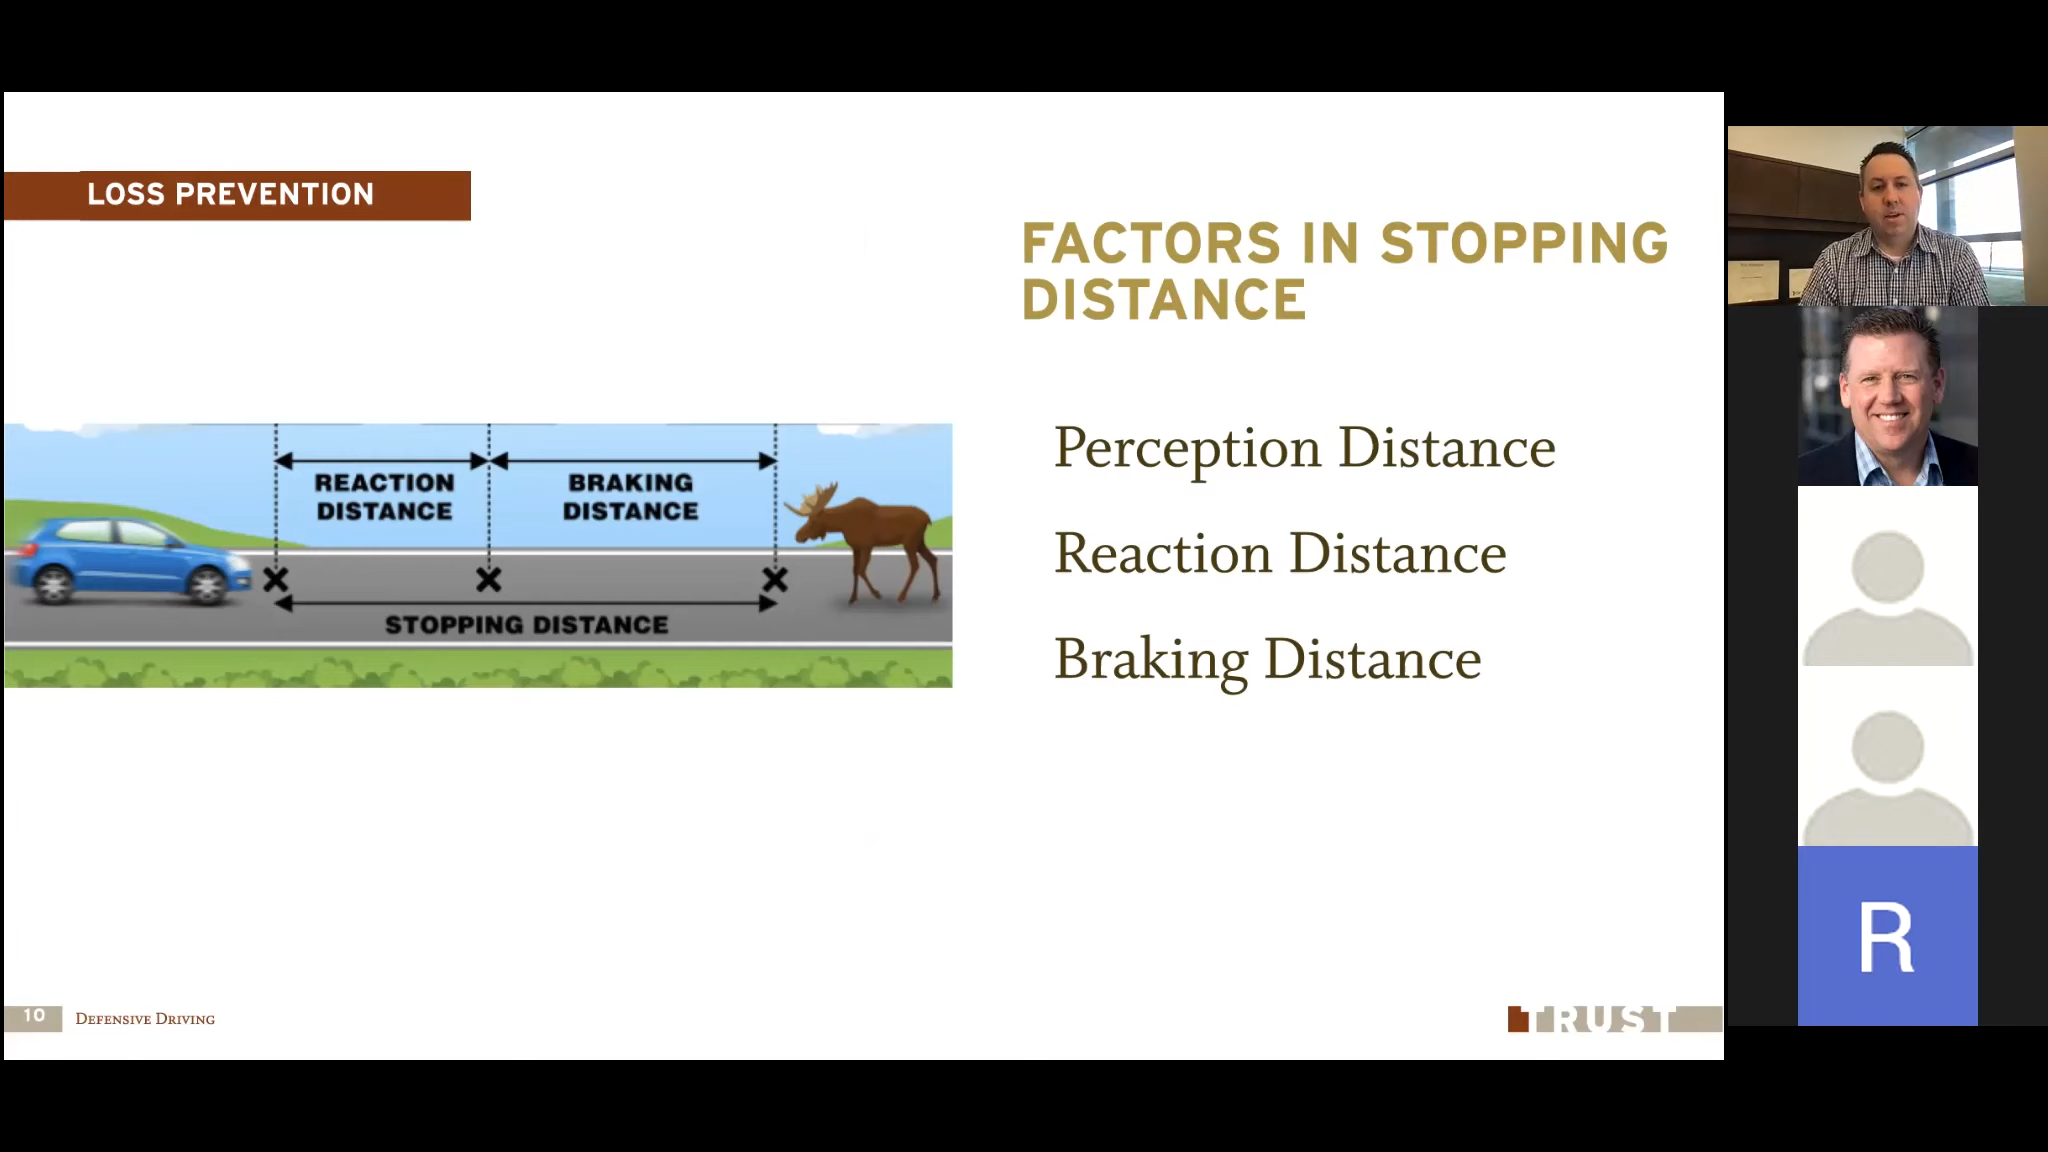 LOSS PREVENTION
FACTORS IN STOPPING
DISTANCE
REACTION
DISTANCE
BRAKING
DISTANCE
STOPPING DISTANCE
Perception Distance
Reaction Distance
Braking Distance
10
DEFENSIVE DRIVING
TRUST
R